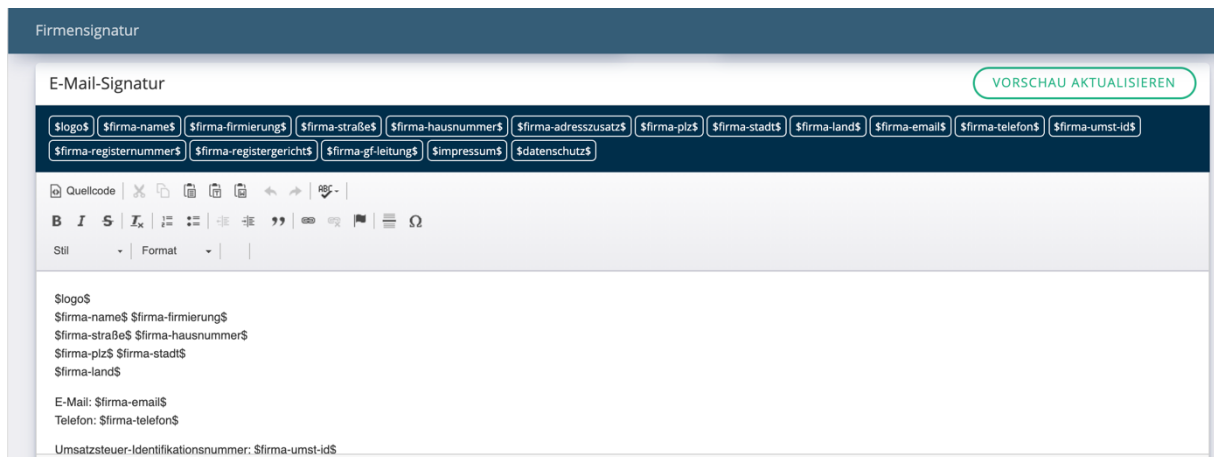 Firmensignatur
E-Mail-Signatur VORSCHAU AKTUALISIEREN
$logo$ $firma-name$ $firma-firmierung$ $firma-straße$ $firma-hausnummer$ $firma-adresszusatz$ $firma-plz$ $firma-stadt$ $firma-land$ $firma-email$ $firma-telefon$ $firma-umst-id$
$firma-registernummer$ $firma-registergericht$ $firma-gf-leitung$ $impressum$ $datenschutz$
Quellcode ABC
B I S Ix Ω
Stil Format
$logo$
$firma-name$ $firma-firmierung$
$firma-straße$ $firma-hausnummer$
$firma-plz$ $firma-stadt$
$firma-land$
E-Mail: $firma-email$
Telefon: $firma-telefon$
Umsatzsteuer-Identifikationsnummer: $firma-umst-id$